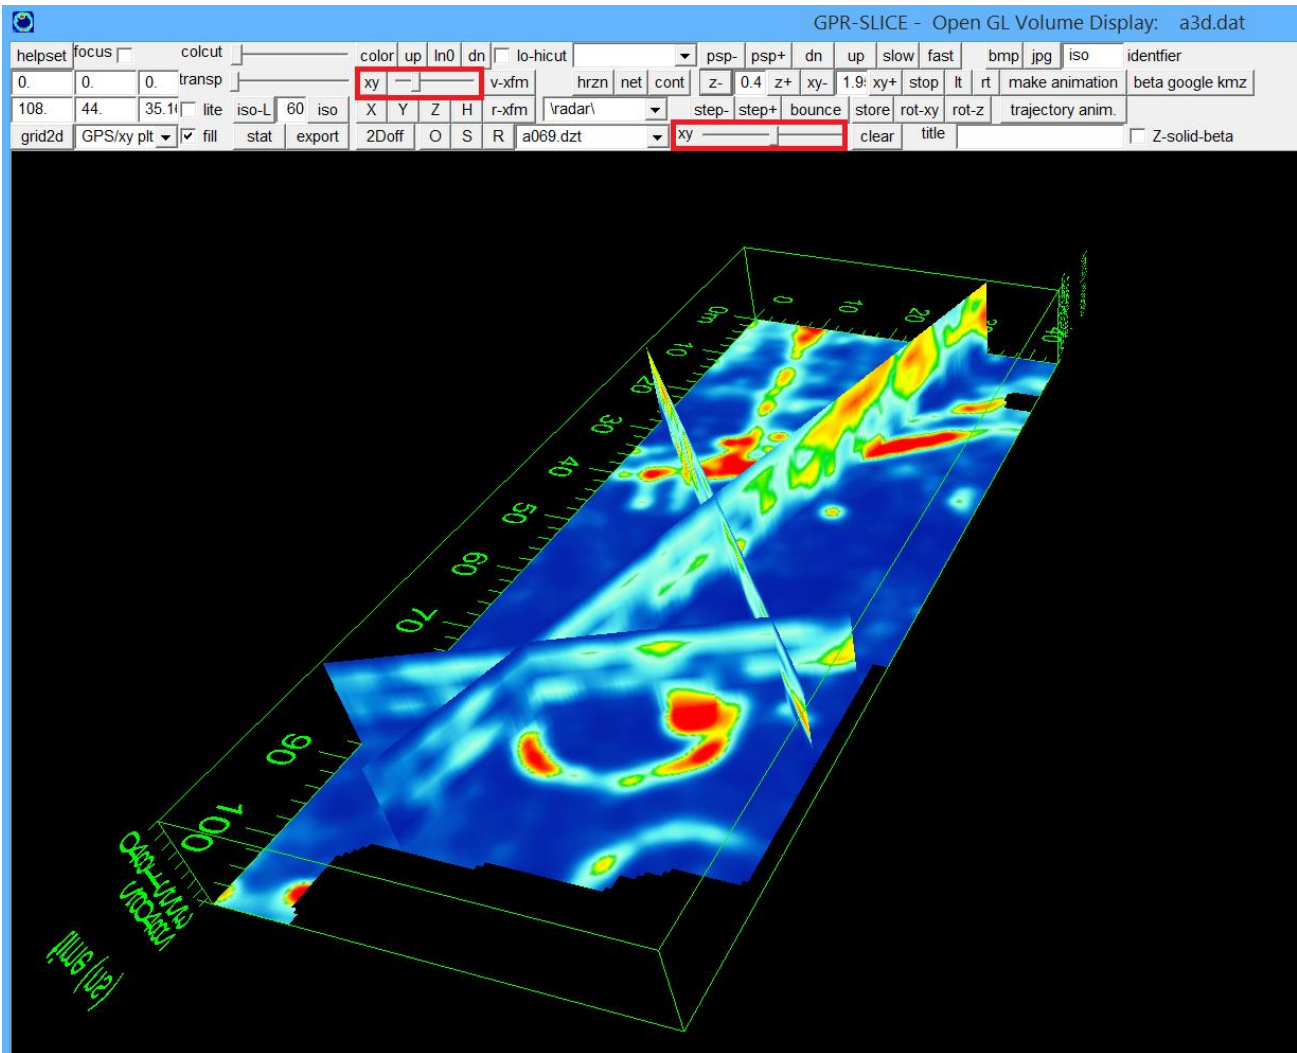 GPR-SLICE - Open GL Volume Display: a3d.dat
helpset focus colcut color up ln0 dn lo-hicut psp- psp+ dn up slow fast bmp jpg iso identfier
0. 0. 0. transp xy v-xfm hrzn net cont z- 0.4 z+ xy- xy+ stop lt rt make animation beta google kmz
108. 44. lite iso-L 60 iso X Y Z H r-xfm \radar\ step- step+ bounce store rot-xy rot-z trajectory anim.
grid2d GPS/xy plt fill stat export 2Doff O S R a069.dzt xy clear title Z-solid-beta
0 10 20 40
0m
10
20
30
40
50
60
70
90
100